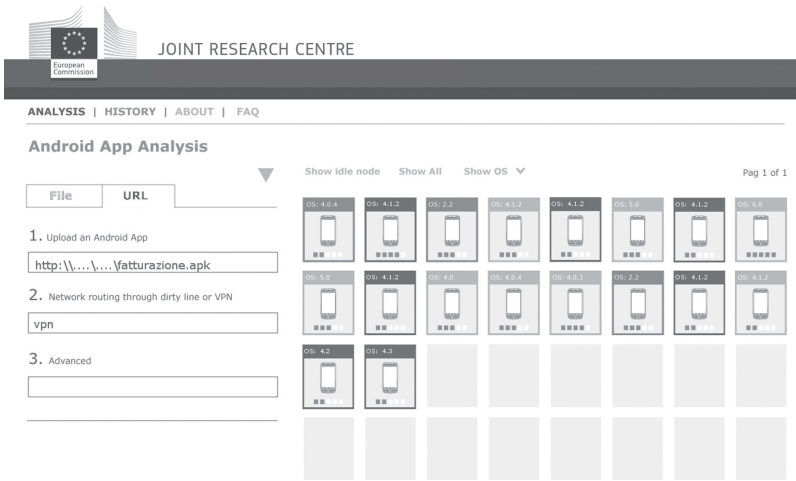 European
Commission
JOINT RESEARCH CENTRE
ANALYSIS | HISTORY | ABOUT | FAQ
Android App Analysis
File
URL
1. Upload an Android App
http:\\....\....\fatturazione.apk
2. Network routing through dirty line or VPN
vpn
3. Advanced
Show idle node Show All Show OS
Pag 1 of 1
OS: 4.0.4 OS: 4.1.2 OS: 2.2 OS: 4.1.2 OS: 4.1.2 OS: 5.0 OS: 4.1.2 OS: 6.0
OS: 5.0 OS: 4.1.2 OS: 4.0 OS: 4.0.4 OS: 4.0.3 OS: 2.2 OS: 4.1.2 OS: 4.1.2
OS: 4.2 OS: 4.3